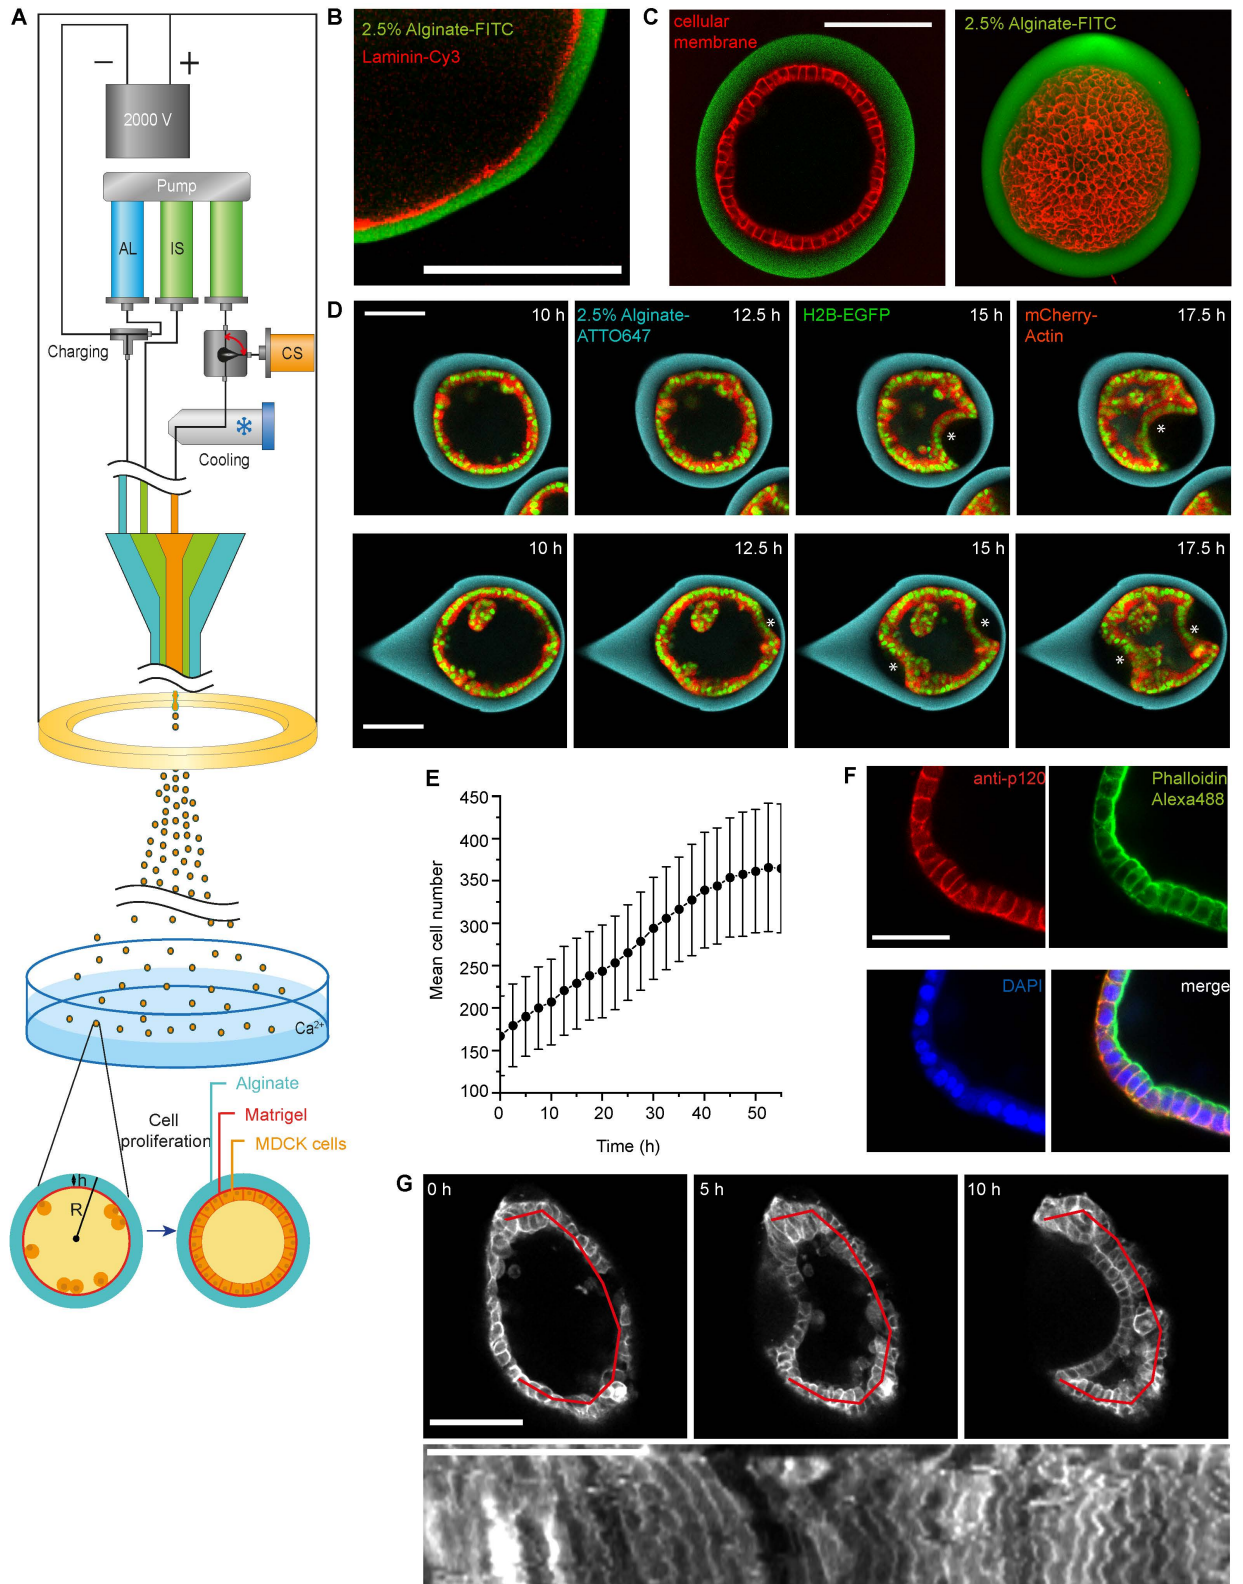 A
−
+
2000 V
Pump
AL
IS
CS
Charging
Cooling
Ca2+
Alginate
Matrigel
MDCK cells
Cell
proliferation
h
R
B
2.5% Alginate-FITC
Laminin-Cy3
C
cellular
membrane
2.5% Alginate-FITC
D
10 h
2.5% Alginate-
ATTO647
12.5 h
H2B-EGFP
15 h
*
mCherry-
Actin
17.5 h
*
10 h
12.5 h
*
15 h
*
*
17.5 h
*
*
E
450
400
350
300
250
200
150
100
Mean cell number
0
10
20
30
40
50
Time (h)
F
anti-p120
Phalloidin
Alexa488
DAPI
merge
G
0 h
5 h
10 h